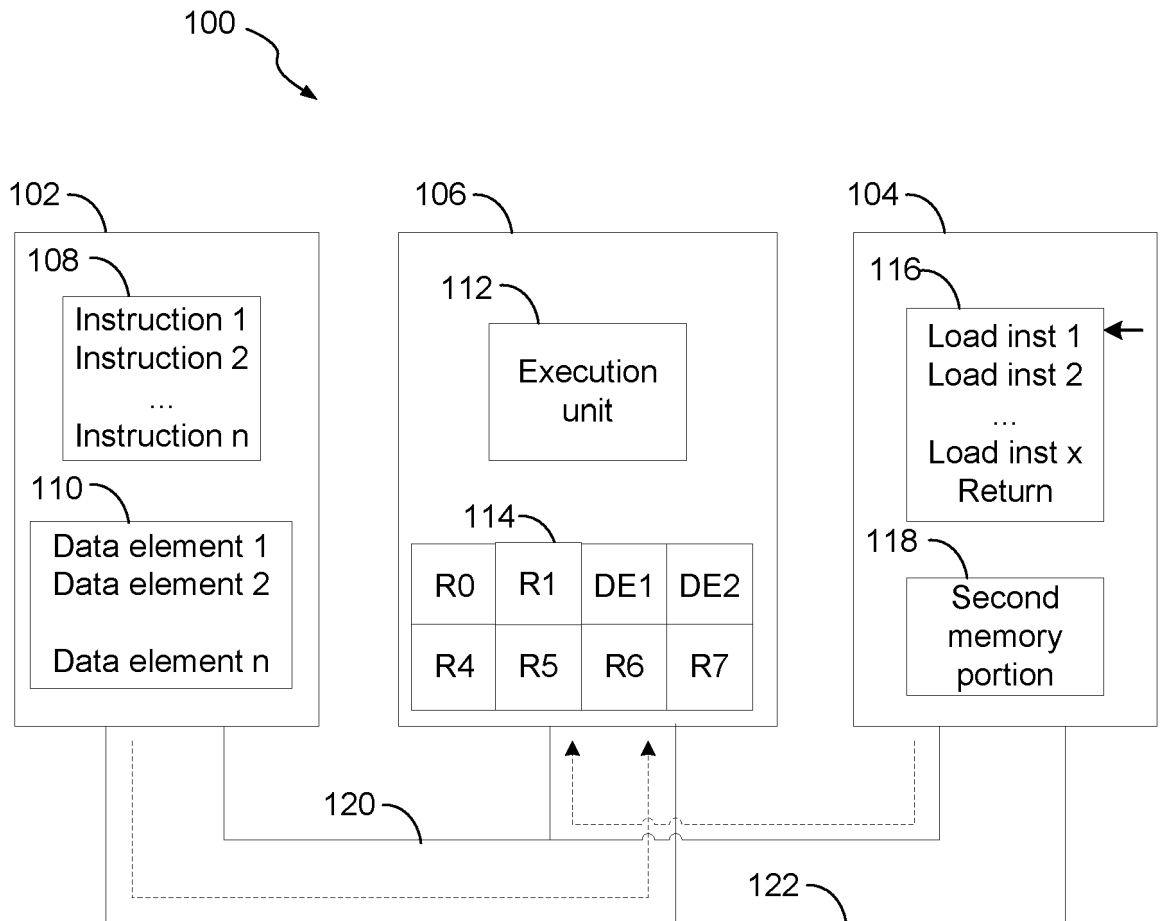 100
102
106
104
108
Instruction 1
Instruction 2
...
Instruction n
112
Execution
unit
116
Load inst 1
Load inst 2
...
Load inst x
Return
110
Data element 1
Data element 2
Data element n
114
R0 R1 DE1 DE2
R4 R5 R6 R7
118
Second
memory
portion
120
122